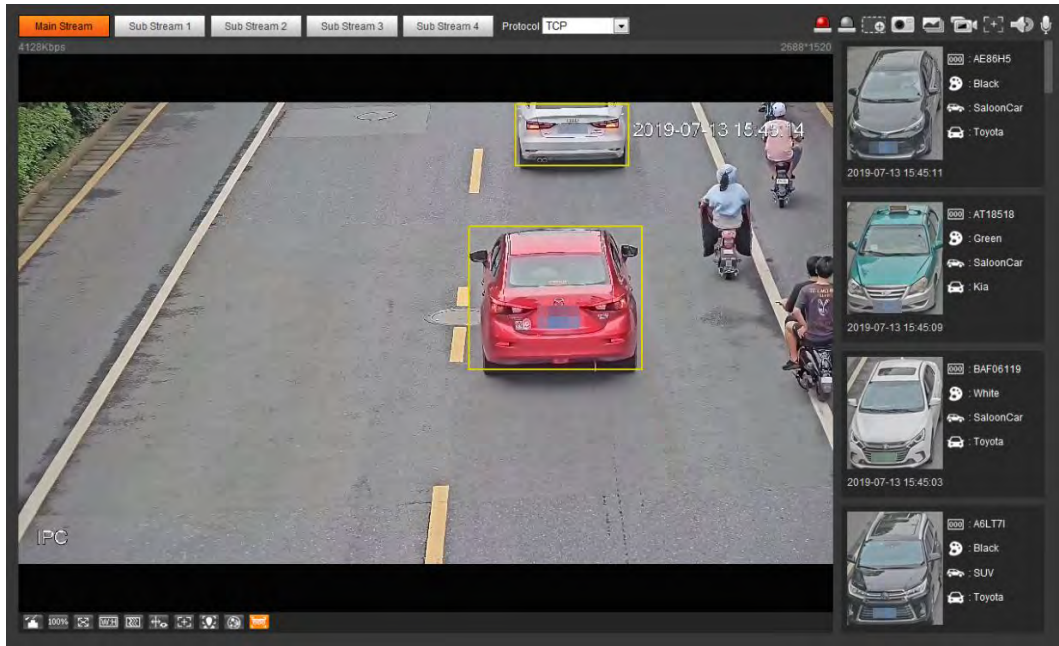 Main Stream
Sub Stream 1
Sub Stream 2
Sub Stream 3
Sub Stream 4
Protocol TCP
4128Kbps
2688*1520
2019-07-13 15:45:14
IPC
100%
W:H
: AE86H5
: Black
: SaloonCar
: Toyota
2019-07-13 15:45:11
: AT18518
: Green
: SaloonCar
: Kia
2019-07-13 15:45:09
: BAF06119
: White
: SaloonCar
: Toyota
2019-07-13 15:45:03
: A6LT7I
: Black
: SUV
: Toyota